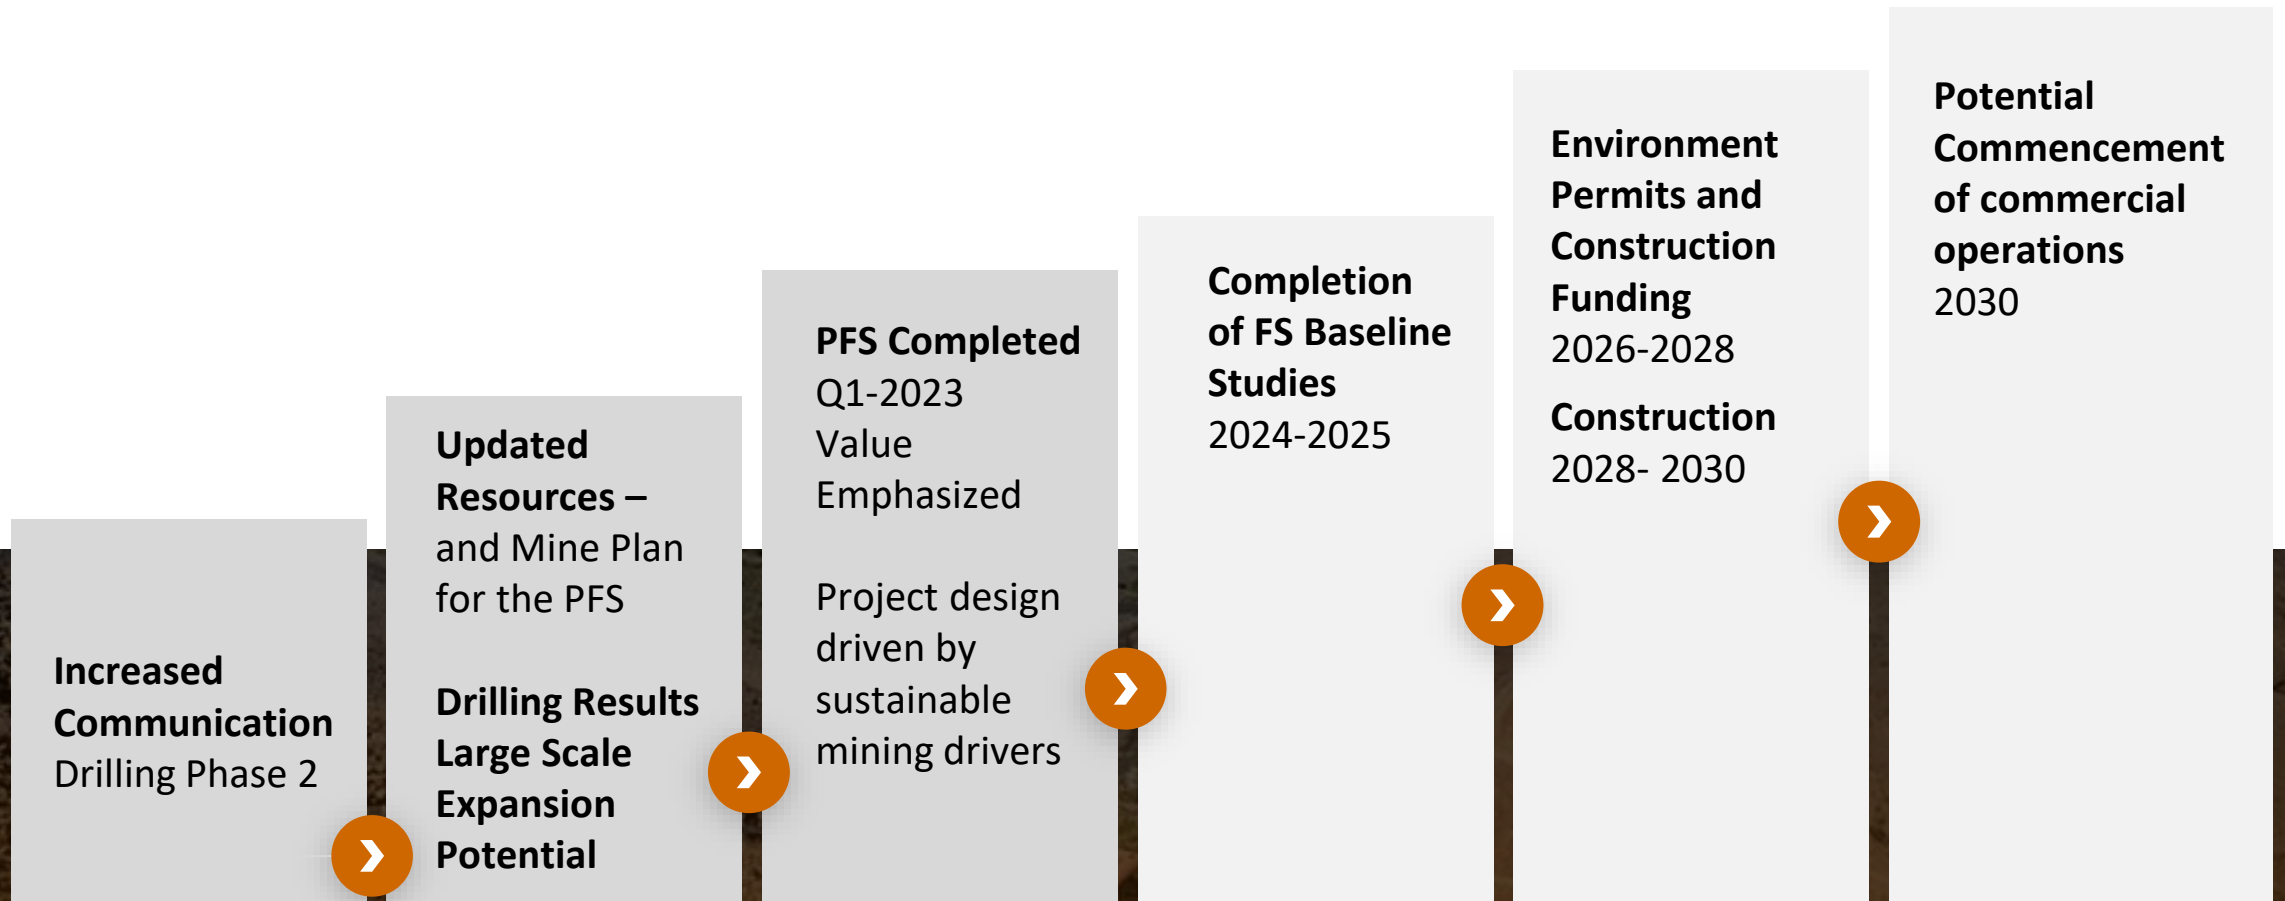 Increased
Communication
Drilling Phase 2
Updated
Resources –
and Mine Plan
for the PFS
Drilling Results
Large Scale
Expansion
Potential
PFS Completed
Q1-2023
Value
Emphasized
Project design
driven by
sustainable
mining drivers
Completion
of FS Baseline
Studies
2024-2025
Environment
Permits and
Construction
Funding
2026-2028
Construction
2028- 2030
Potential
Commencement
of commercial
operations
2030